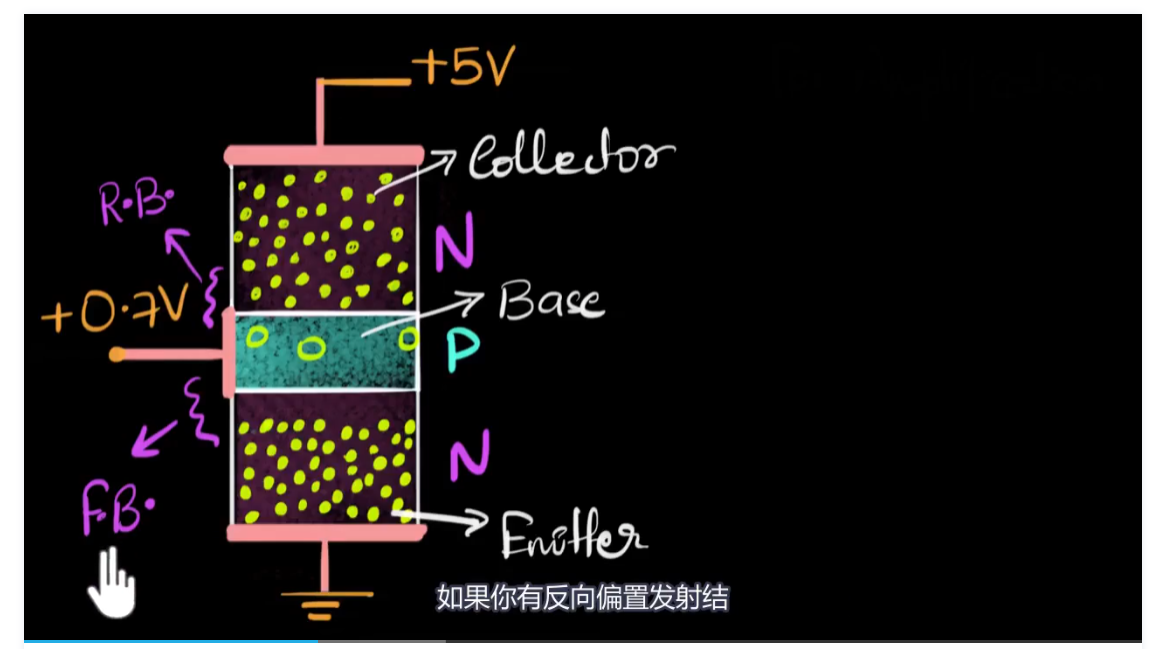 +5V
Collector
R.B.
N
+0.7V
Base
P
N
F.B.
Emitter
如果你有反向偏置发射结